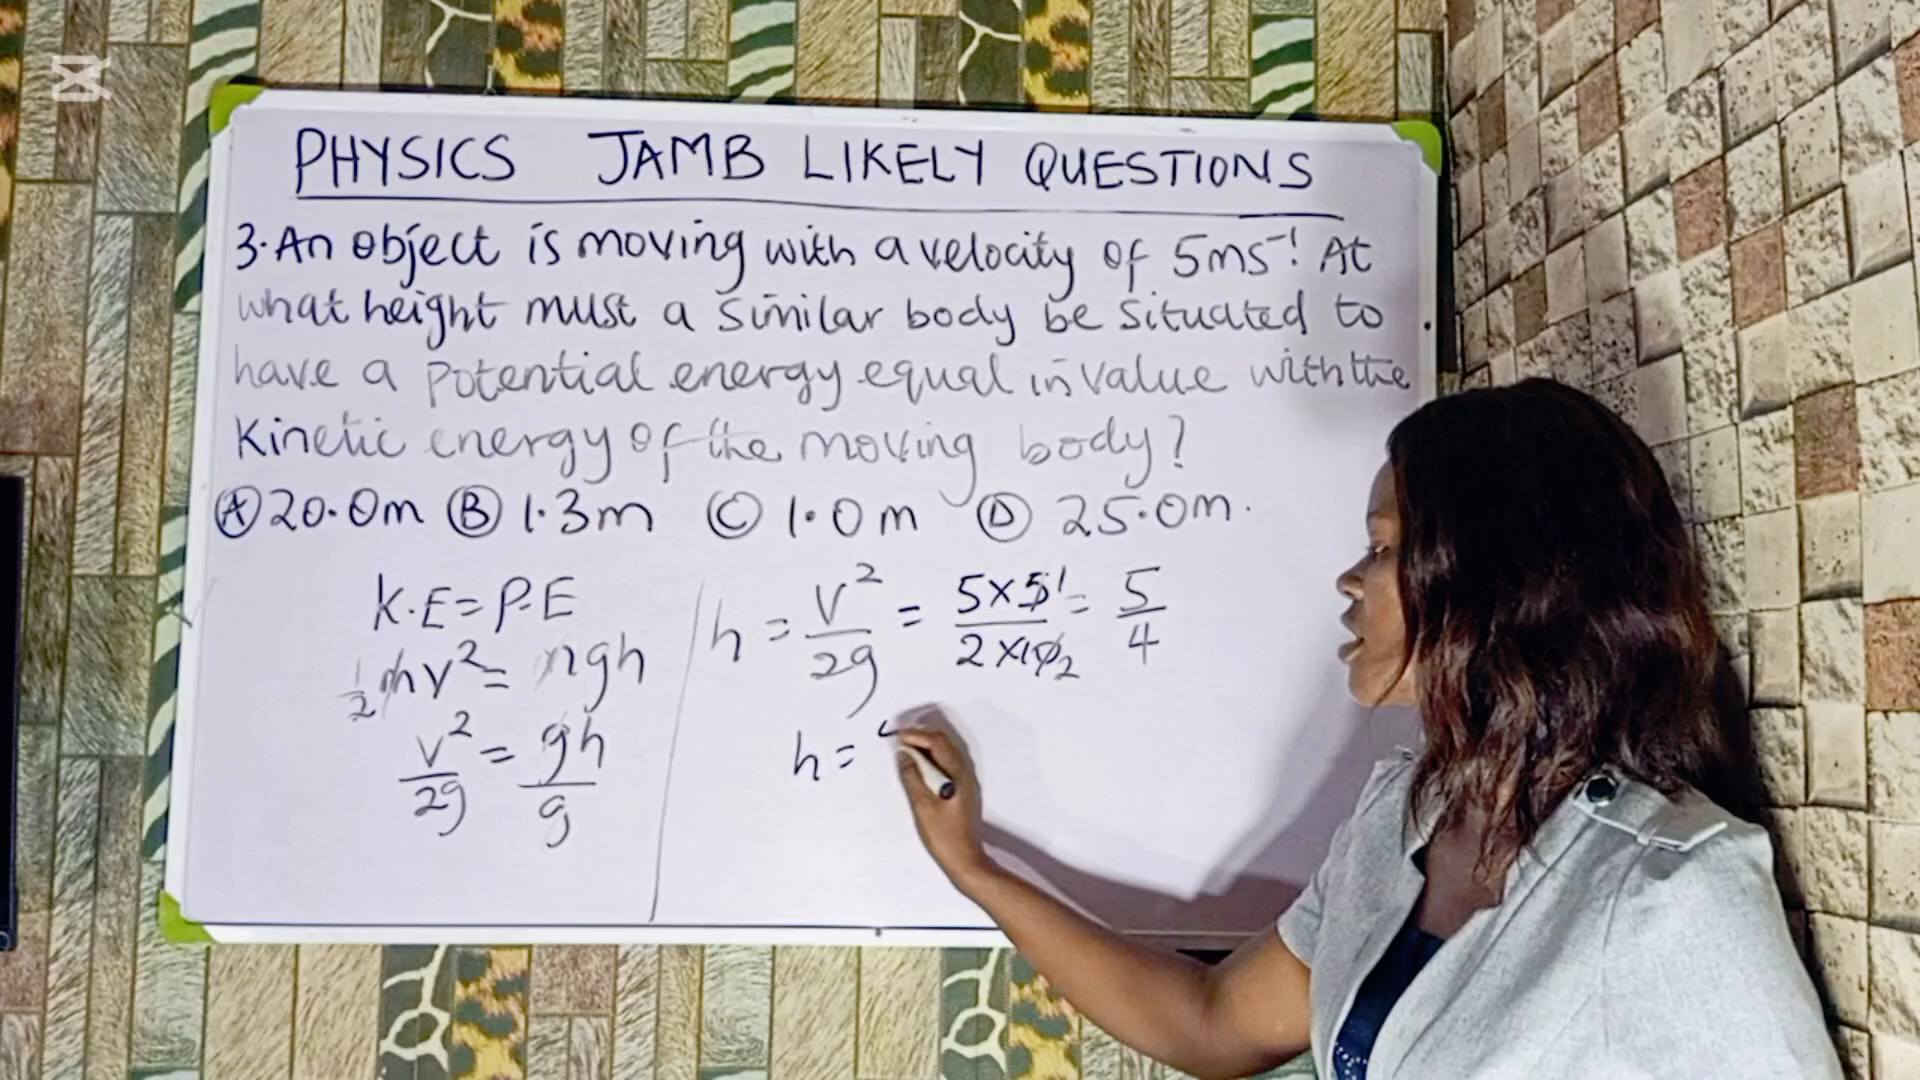 PHYSICS JAMB LIKELY QUESTIONS
3. An object is moving with a velocity of 5ms⁻¹. At
what height must a similar body be situated to
have a potential energy equal in value with the
kinetic energy of the moving body?
(A) 20.0m (B) 1.3m (C) 1.0m (D) 25.0m.
K.E = P.E
½mv² = mgh
v²/2g = gh/g
h = v²/2g = 5×5¹/2×10₂ = 5/4
h =